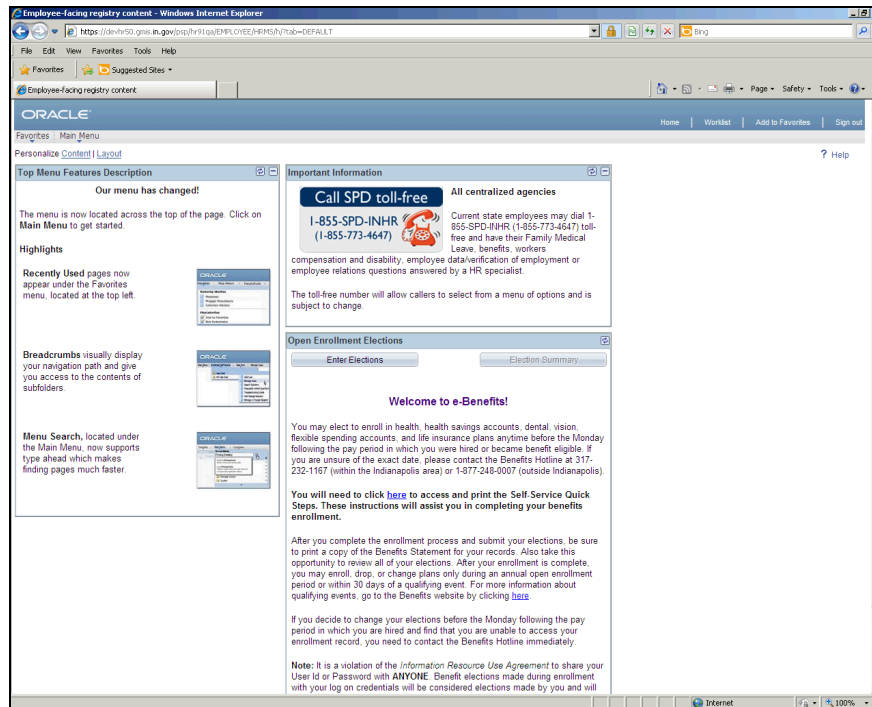 Employee-facing registry content - Windows Internet Explorer
https://devhr50.gmis.in.gov/psp/hr91qa/EMPLOYEE/HRMS/h/?tab=DEFAULT
Bing
File Edit View Favorites Tools Help
Favorites Suggested Sites
Employee-facing registry content
Page Safety Tools
ORACLE
Home | Worklist | Add to Favorites | Sign out
Favorites | Main Menu
Personalize Content | Layout
? Help
Top Menu Features Description
Our menu has changed!
The menu is now located across the top of the page. Click on
Main Menu to get started.
Highlights
Recently Used pages now
appear under the Favorites
menu, located at the top left.
ORACLE
Breadcrumbs visually display
your navigation path and give
you access to the contents of
subfolders.
ORACLE
Menu Search, located under
the Main Menu, now supports
type ahead which makes
finding pages much faster.
ORACLE
Important Information
Call SPD toll-free
1-855-SPD-INHR
(1-855-773-4647)
All centralized agencies
Current state employees may dial 1-
855-SPD-INHR (1-855-773-4647) toll-
free and have their Family Medical
Leave, benefits, workers
compensation and disability, employee data/verification of employment or
employee relations questions answered by a HR specialist.
The toll-free number will allow callers to select from a menu of options and is
subject to change.
Open Enrollment Elections
Enter Elections
Election Summary
Welcome to e-Benefits!
You may elect to enroll in health, health savings accounts, dental, vision,
flexible spending accounts, and life insurance plans anytime before the Monday
following the pay period in which you were hired or became benefit eligible. If
you are unsure of the exact date, please contact the Benefits Hotline at 317-
232-1167 (within the Indianapolis area) or 1-877-248-0007 (outside Indianapolis).
You will need to click here to access and print the Self-Service Quick
Steps. These instructions will assist you in completing your benefits
enrollment.
After you complete the enrollment process and submit your elections, be sure
to print a copy of the Benefits Statement for your records. Also take this
opportunity to review all of your elections. After your enrollment is complete,
you may enroll, drop, or change plans only during an annual open enrollment
period or within 30 days of a qualifying event. For more information about
qualifying events, go to the Benefits website by clicking here.
If you decide to change your elections before the Monday following the pay
period in which you are hired and find that you are unable to access your
enrollment record, you need to contact the Benefits Hotline immediately.
Note: It is a violation of the Information Resource Use Agreement to share your
User Id or Password with ANYONE. Benefit elections made during enrollment
with your log on credentials will be considered elections made by you and will
Internet
100%